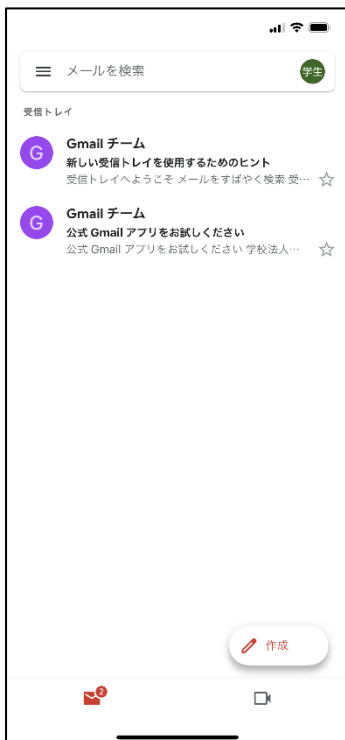 メールを検索
学生
受信トレイ
G
Gmail チーム
新しい受信トレイを使用するためのヒント
受信トレイへようこそ メールをすばやく検索 受…
G
Gmail チーム
公式 Gmail アプリをお試しください
公式 Gmail アプリをお試しください 学校法人…
作成
2